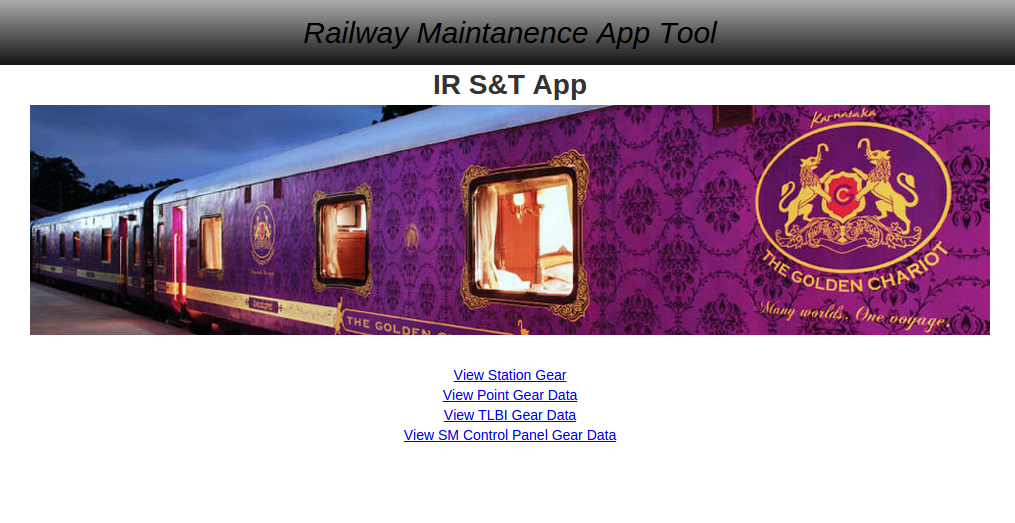 Railway Maintanence App Tool
IR S&T App
Karnataka
THE GOLDEN CHARIOT
Many worlds. One voyage.
THE GOLDEN
View Station Gear
View Point Gear Data
View TLBI Gear Data
View SM Control Panel Gear Data